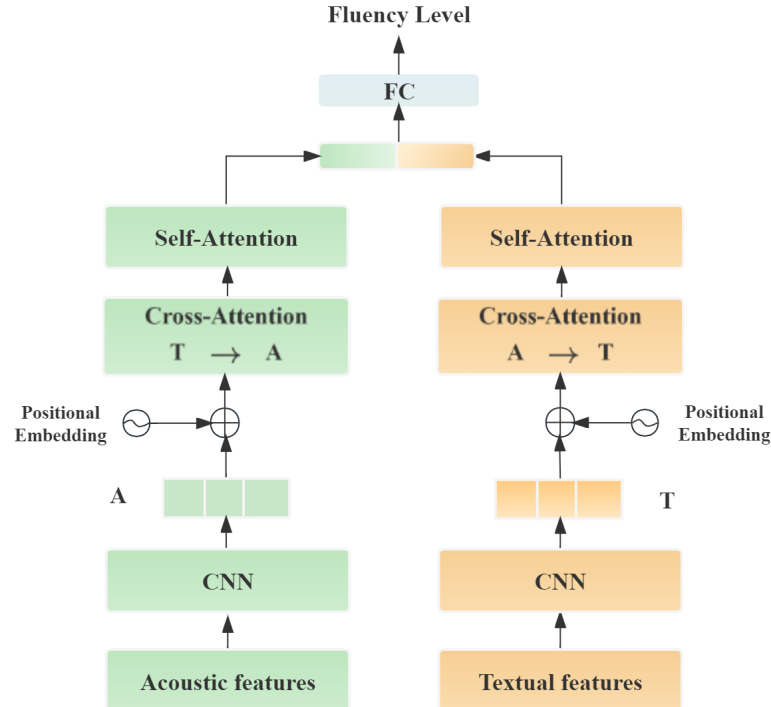 Fluency Level
FC
Self-Attention
Self-Attention
Cross-Attention
T → A
Cross-Attention
A → T
Positional
Embedding
Positional
Embedding
A
T
CNN
CNN
Acoustic features
Textual features